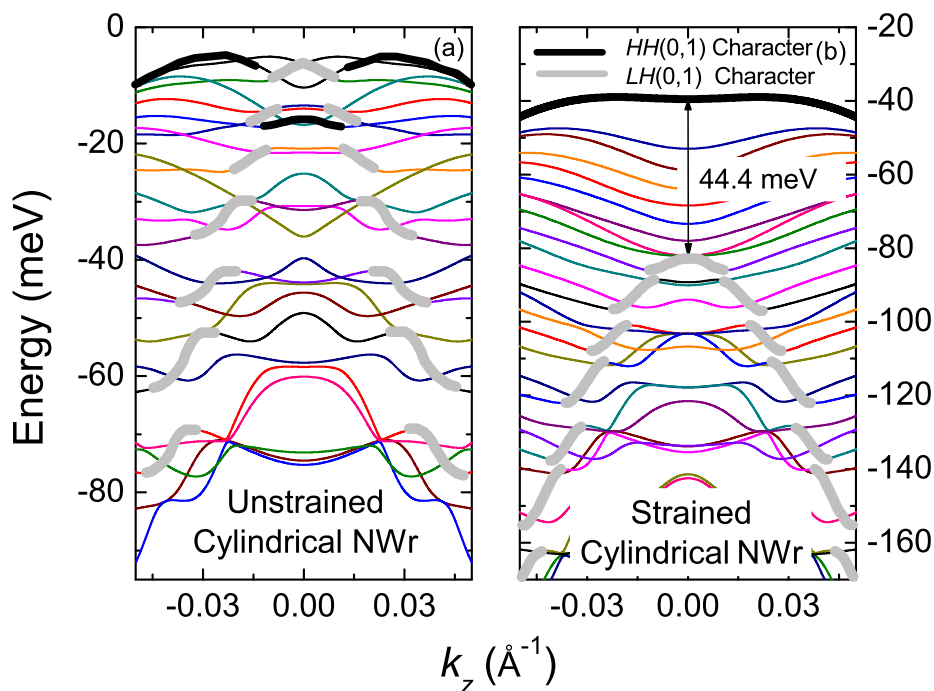 0
-20
-40
-60
-80
Energy (meV)
(a)
Unstrained
Cylindrical NWr
-0.03 0.00 0.03
-20
-40
-60
-80
-100
-120
-140
-160
HH(0,1) Character (b)
LH(0,1) Character
44.4 meV
Strained
Cylindrical NWr
-0.03 0.00 0.03
k_z (Å⁻¹)